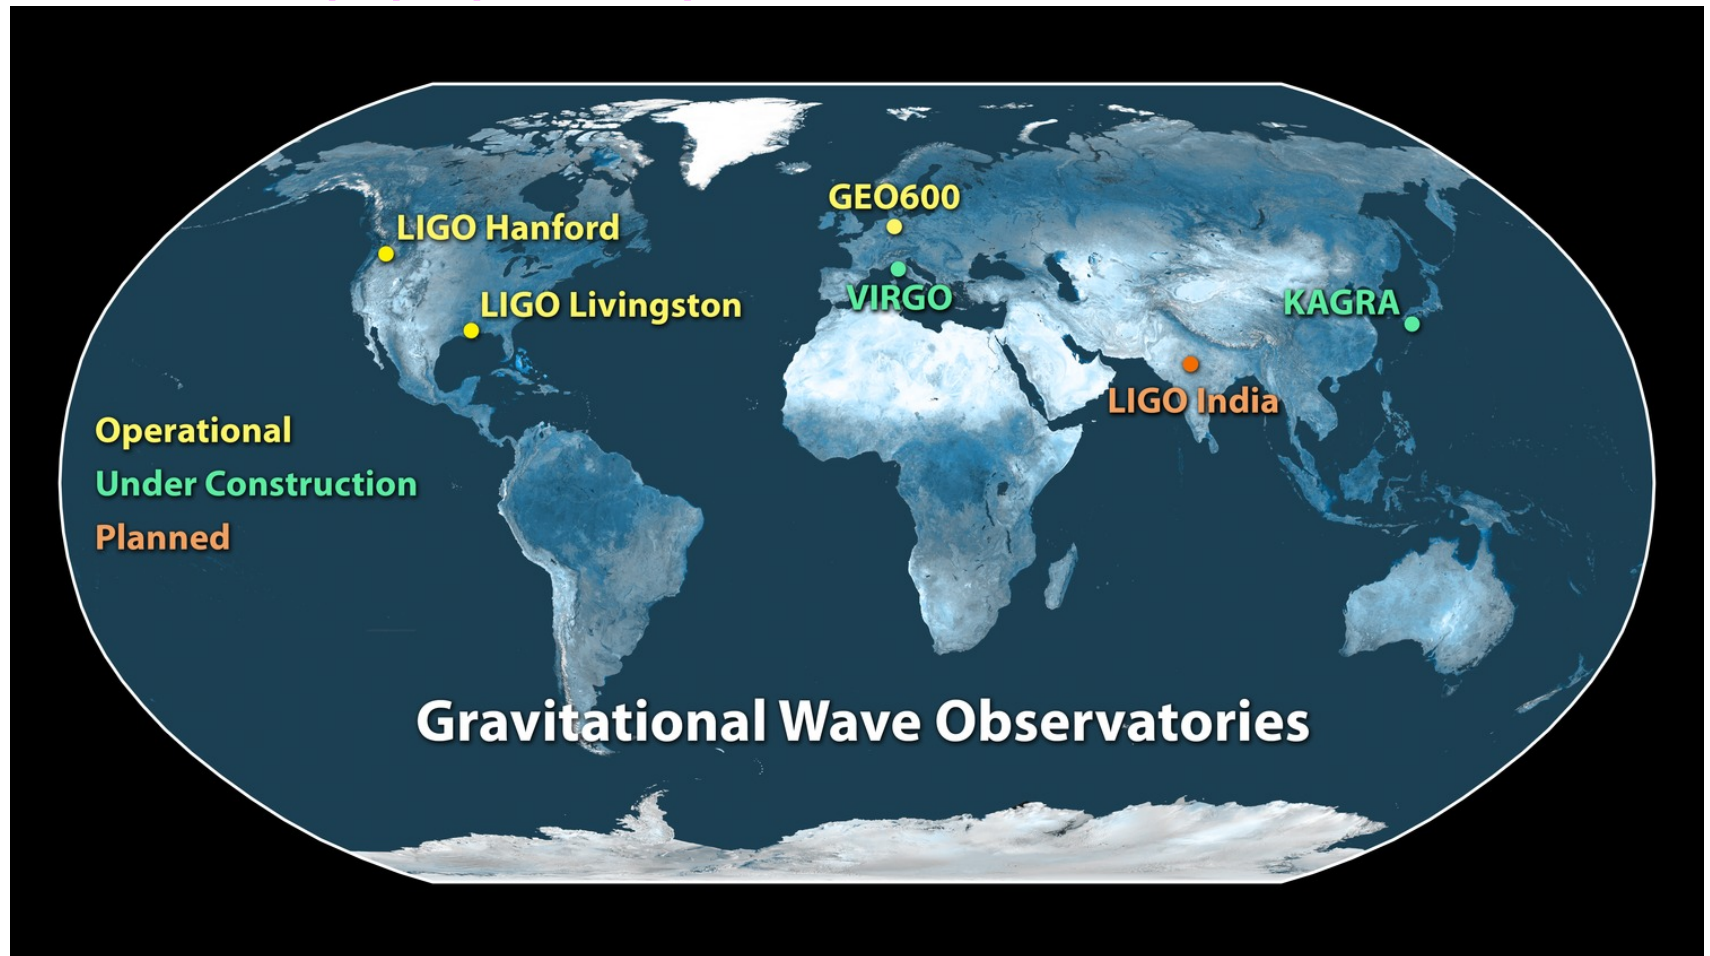 GEO600
LIGO Hanford
VIRGO
KAGRA
LIGO Livingston
LIGO India
Operational
Under Construction
Planned
Gravitational Wave Observatories